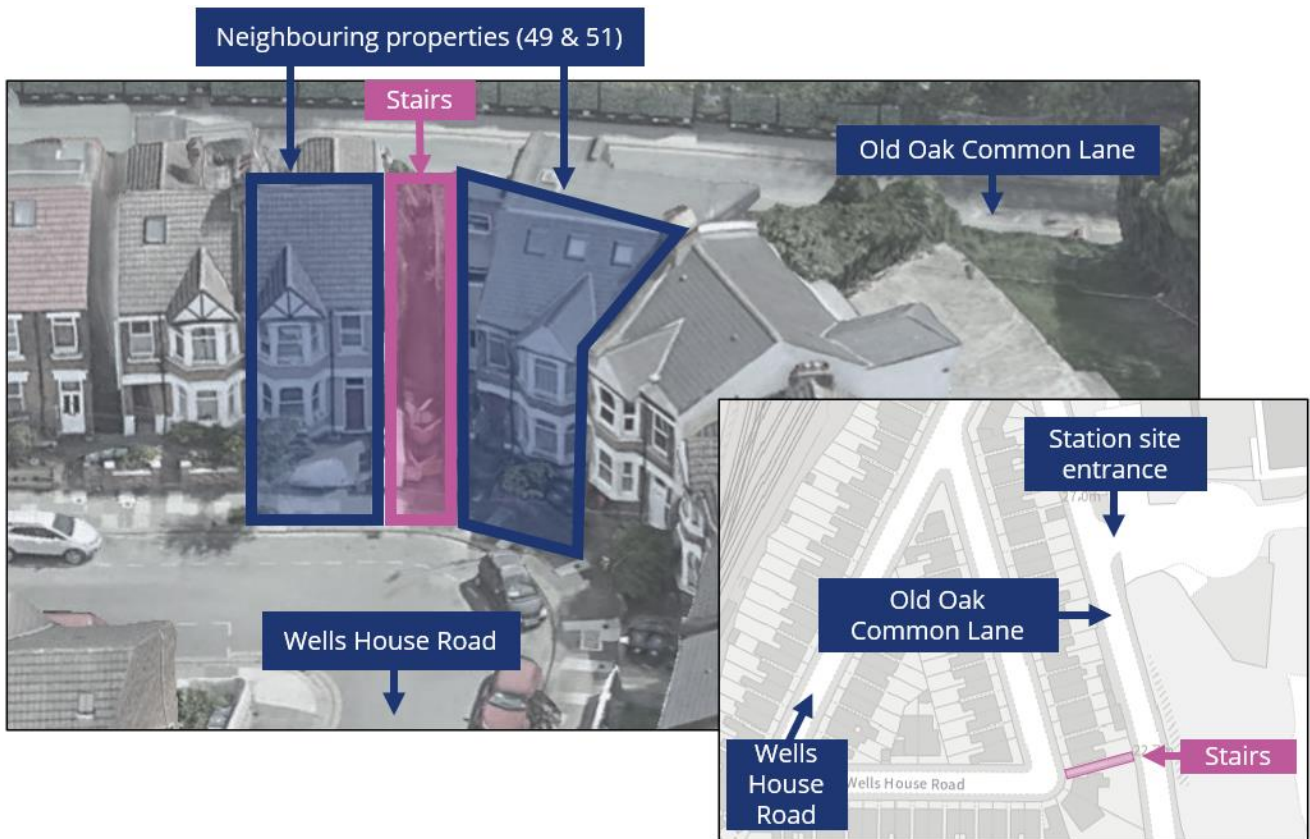 Neighbouring properties (49 & 51)
Stairs
Old Oak Common Lane
Wells House Road
Station site
entrance
27.0m
Old Oak
Common Lane
Wells
House
Road
Stairs
Wells House Road